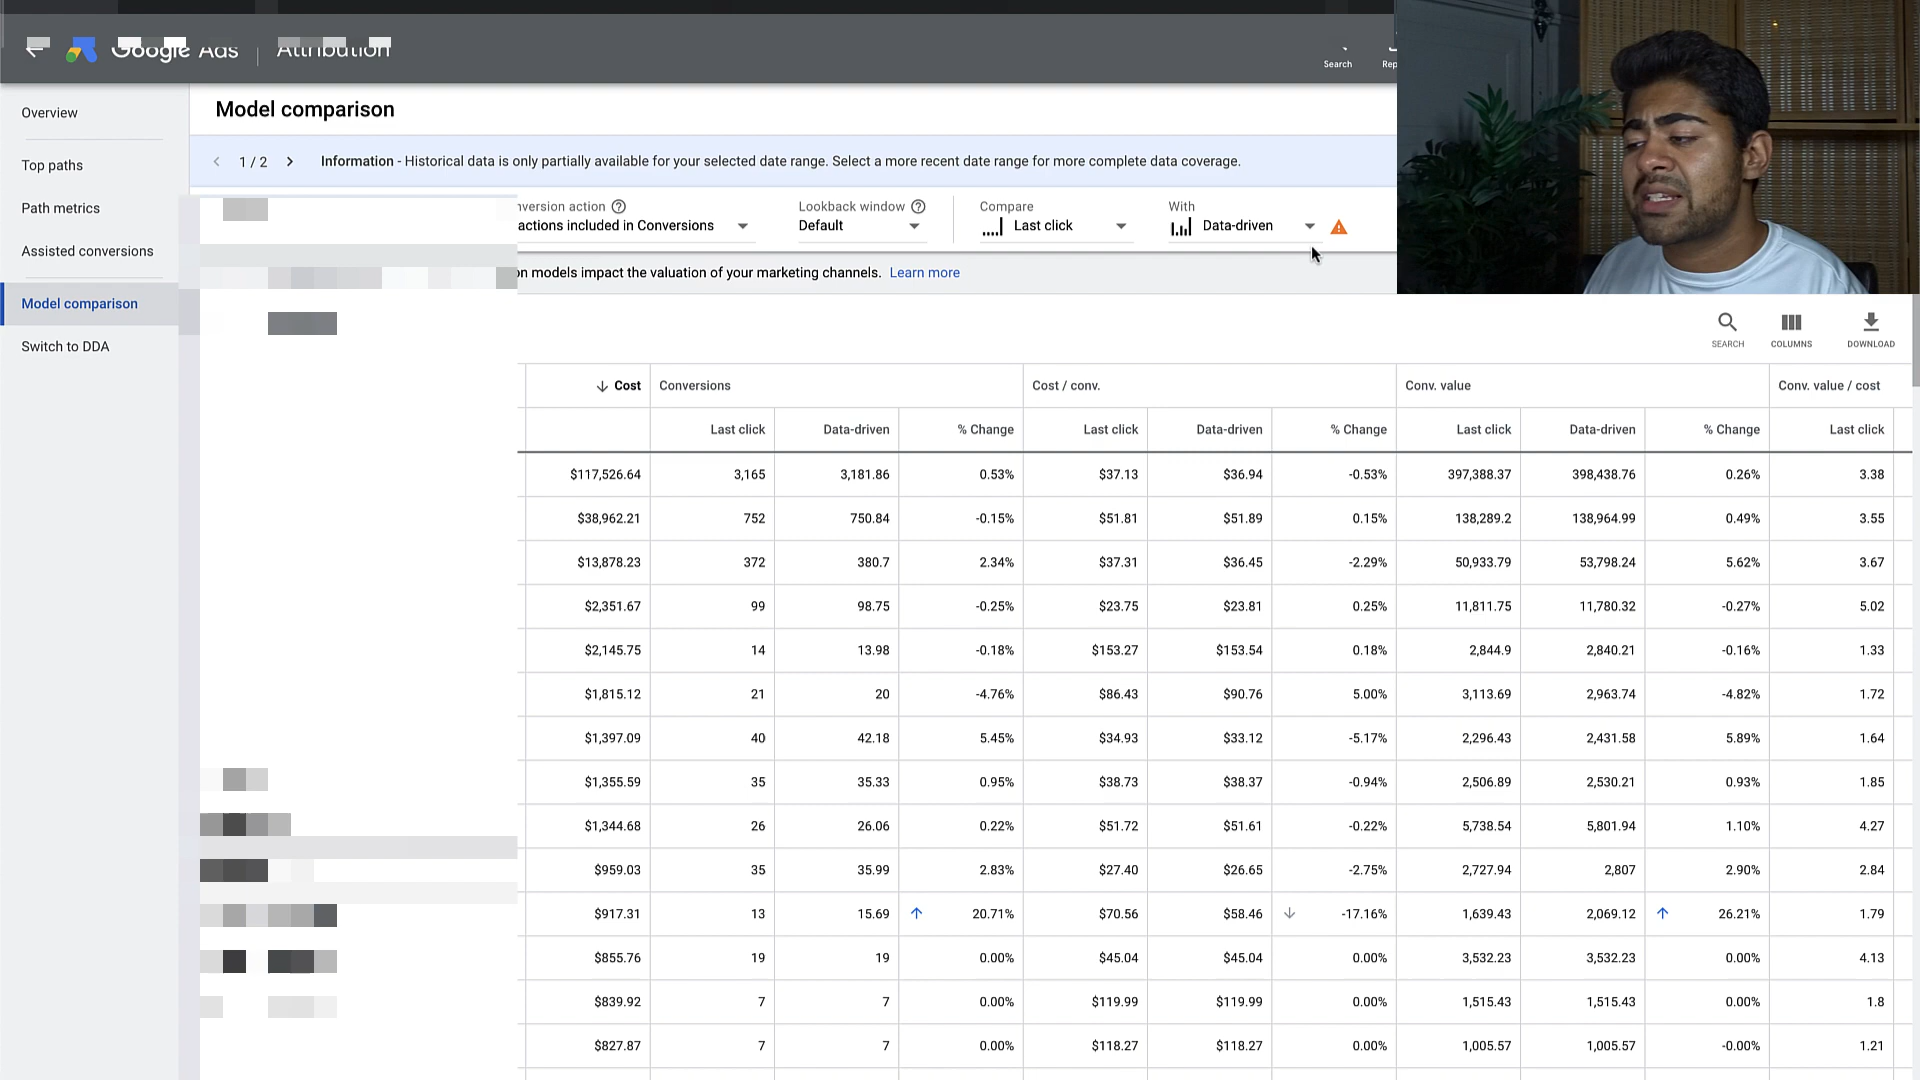 Google Ads | Attribution
Search
Rep
Overview
Top paths
Path metrics
Assisted conversions
Model comparison
Switch to DDA
Model comparison
1 / 2 Information - Historical data is only partially available for your selected date range. Select a more recent date range for more complete data coverage.
nversion action Lookback window Compare With
actions included in Conversions Default Last click Data-driven
on models impact the valuation of your marketing channels. Learn more
SEARCH COLUMNS DOWNLOAD
Cost Conversions Cost / conv. Conv. value Conv. value / cost
Last click Data-driven % Change Last click Data-driven % Change Last click Data-driven % Change Last click
$117,526.64 3,165 3,181.86 0.53% $37.13 $36.94 -0.53% 397,388.37 398,438.76 0.26% 3.38
$38,962.21 752 750.84 -0.15% $51.81 $51.89 0.15% 138,289.2 138,964.99 0.49% 3.55
$13,878.23 372 380.7 2.34% $37.31 $36.45 -2.29% 50,933.79 53,798.24 5.62% 3.67
$2,351.67 99 98.75 -0.25% $23.75 $23.81 0.25% 11,811.75 11,780.32 -0.27% 5.02
$2,145.75 14 13.98 -0.18% $153.27 $153.54 0.18% 2,844.9 2,840.21 -0.16% 1.33
$1,815.12 21 20 -4.76% $86.43 $90.76 5.00% 3,113.69 2,963.74 -4.82% 1.72
$1,397.09 40 42.18 5.45% $34.93 $33.12 -5.17% 2,296.43 2,431.58 5.89% 1.64
$1,355.59 35 35.33 0.95% $38.73 $38.37 -0.94% 2,506.89 2,530.21 0.93% 1.85
$1,344.68 26 26.06 0.22% $51.72 $51.61 -0.22% 5,738.54 5,801.94 1.10% 4.27
$959.03 35 35.99 2.83% $27.40 $26.65 -2.75% 2,727.94 2,807 2.90% 2.84
$917.31 13 15.69 20.71% $70.56 $58.46 -17.16% 1,639.43 2,069.12 26.21% 1.79
$855.76 19 19 0.00% $45.04 $45.04 0.00% 3,532.23 3,532.23 0.00% 4.13
$839.92 7 7 0.00% $119.99 $119.99 0.00% 1,515.43 1,515.43 0.00% 1.8
$827.87 7 7 0.00% $118.27 $118.27 0.00% 1,005.57 1,005.57 -0.00% 1.21